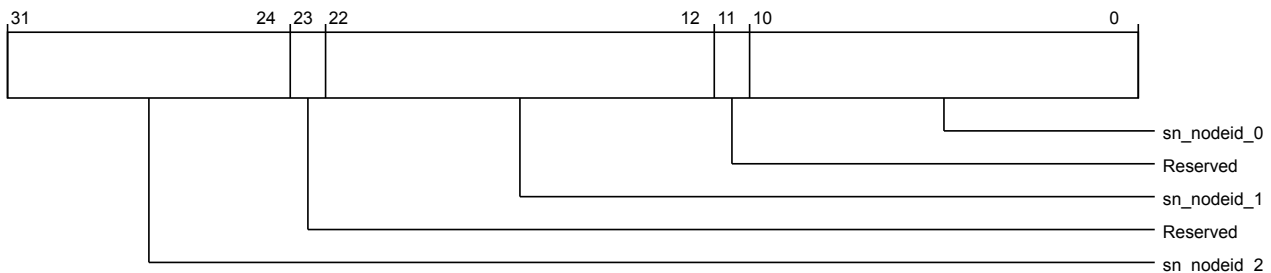 31 24 23 22 12 11 10 0
sn_nodeid_0
Reserved
sn_nodeid_1
Reserved
sn_nodeid_2